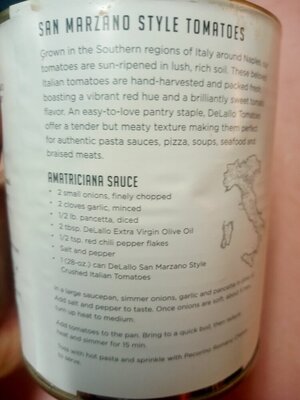 SAN MARZANO STYLE TOMATOES
Grown in the Southern regions of Italy around Naples, our
tomatoes are sun-ripened in lush, rich soil. These beloved
Italian tomatoes are hand-harvested and packed fresh,
boasting a vibrant red hue and a brilliantly sweet tomato
flavor. An easy-to-love pantry staple, DeLallo Tomatoes
offer a tender but meaty texture making them perfect
for authentic pasta sauces, pizza, soups, seafood and
braised meats.
AMATRICIANA SAUCE
• 2 small onions, finely chopped
• 2 cloves garlic, minced
• 1/2 lb. pancetta, diced
• 2 tbsp. DeLallo Extra Virgin Olive Oil
• 1/2 tsp. red chili pepper flakes
• Salt and pepper
• 1 (28-oz.) can DeLallo San Marzano Style
Crushed Italian Tomatoes
In a large saucepan, simmer onions, garlic and pancetta in
Add salt and pepper to taste. Once onions are soft, about
turn up heat to medium.
Add tomatoes to the pan. Bring to a quick boil, then reduce
heat and simmer for 15 min.
Toss with hot pasta and sprinkle with Pecorino Romano
to serve.